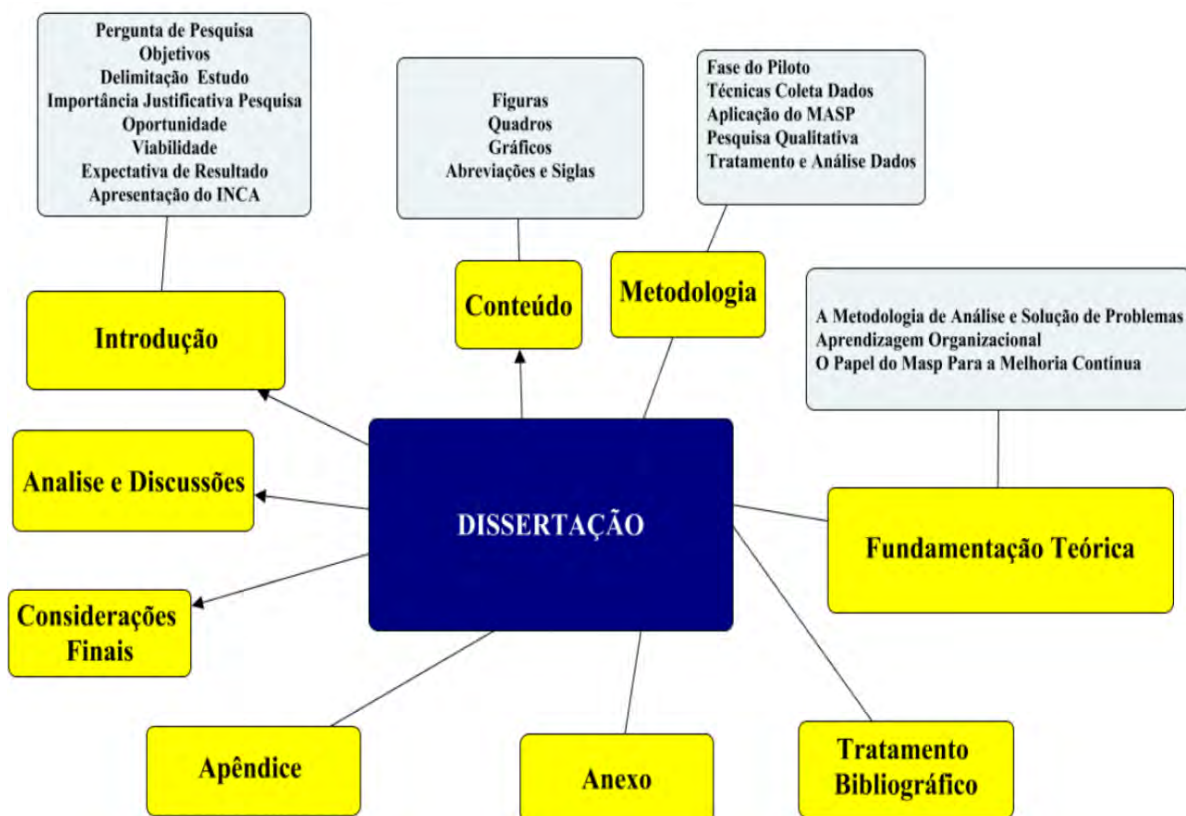 Pergunta de Pesquisa
Objetivos
Delimitação Estudo
Importância Justificativa Pesquisa
Oportunidade
Viabilidade
Expectativa de Resultado
Apresentação do INCA
Figuras
Quadros
Gráficos
Abreviações e Siglas
Fase do Piloto
Técnicas Coleta Dados
Aplicação do MASP
Pesquisa Qualitativa
Tratamento e Análise Dados
Introdução
Conteúdo
Metodologia
A Metodologia de Análise e Solução de Problemas
Aprendizagem Organizacional
O Papel do Masp Para a Melhoria Contínua
Analise e Discussões
DISSERTAÇÃO
Fundamentação Teórica
Considerações
Finais
Apêndice
Anexo
Tratamento
Bibliográfico